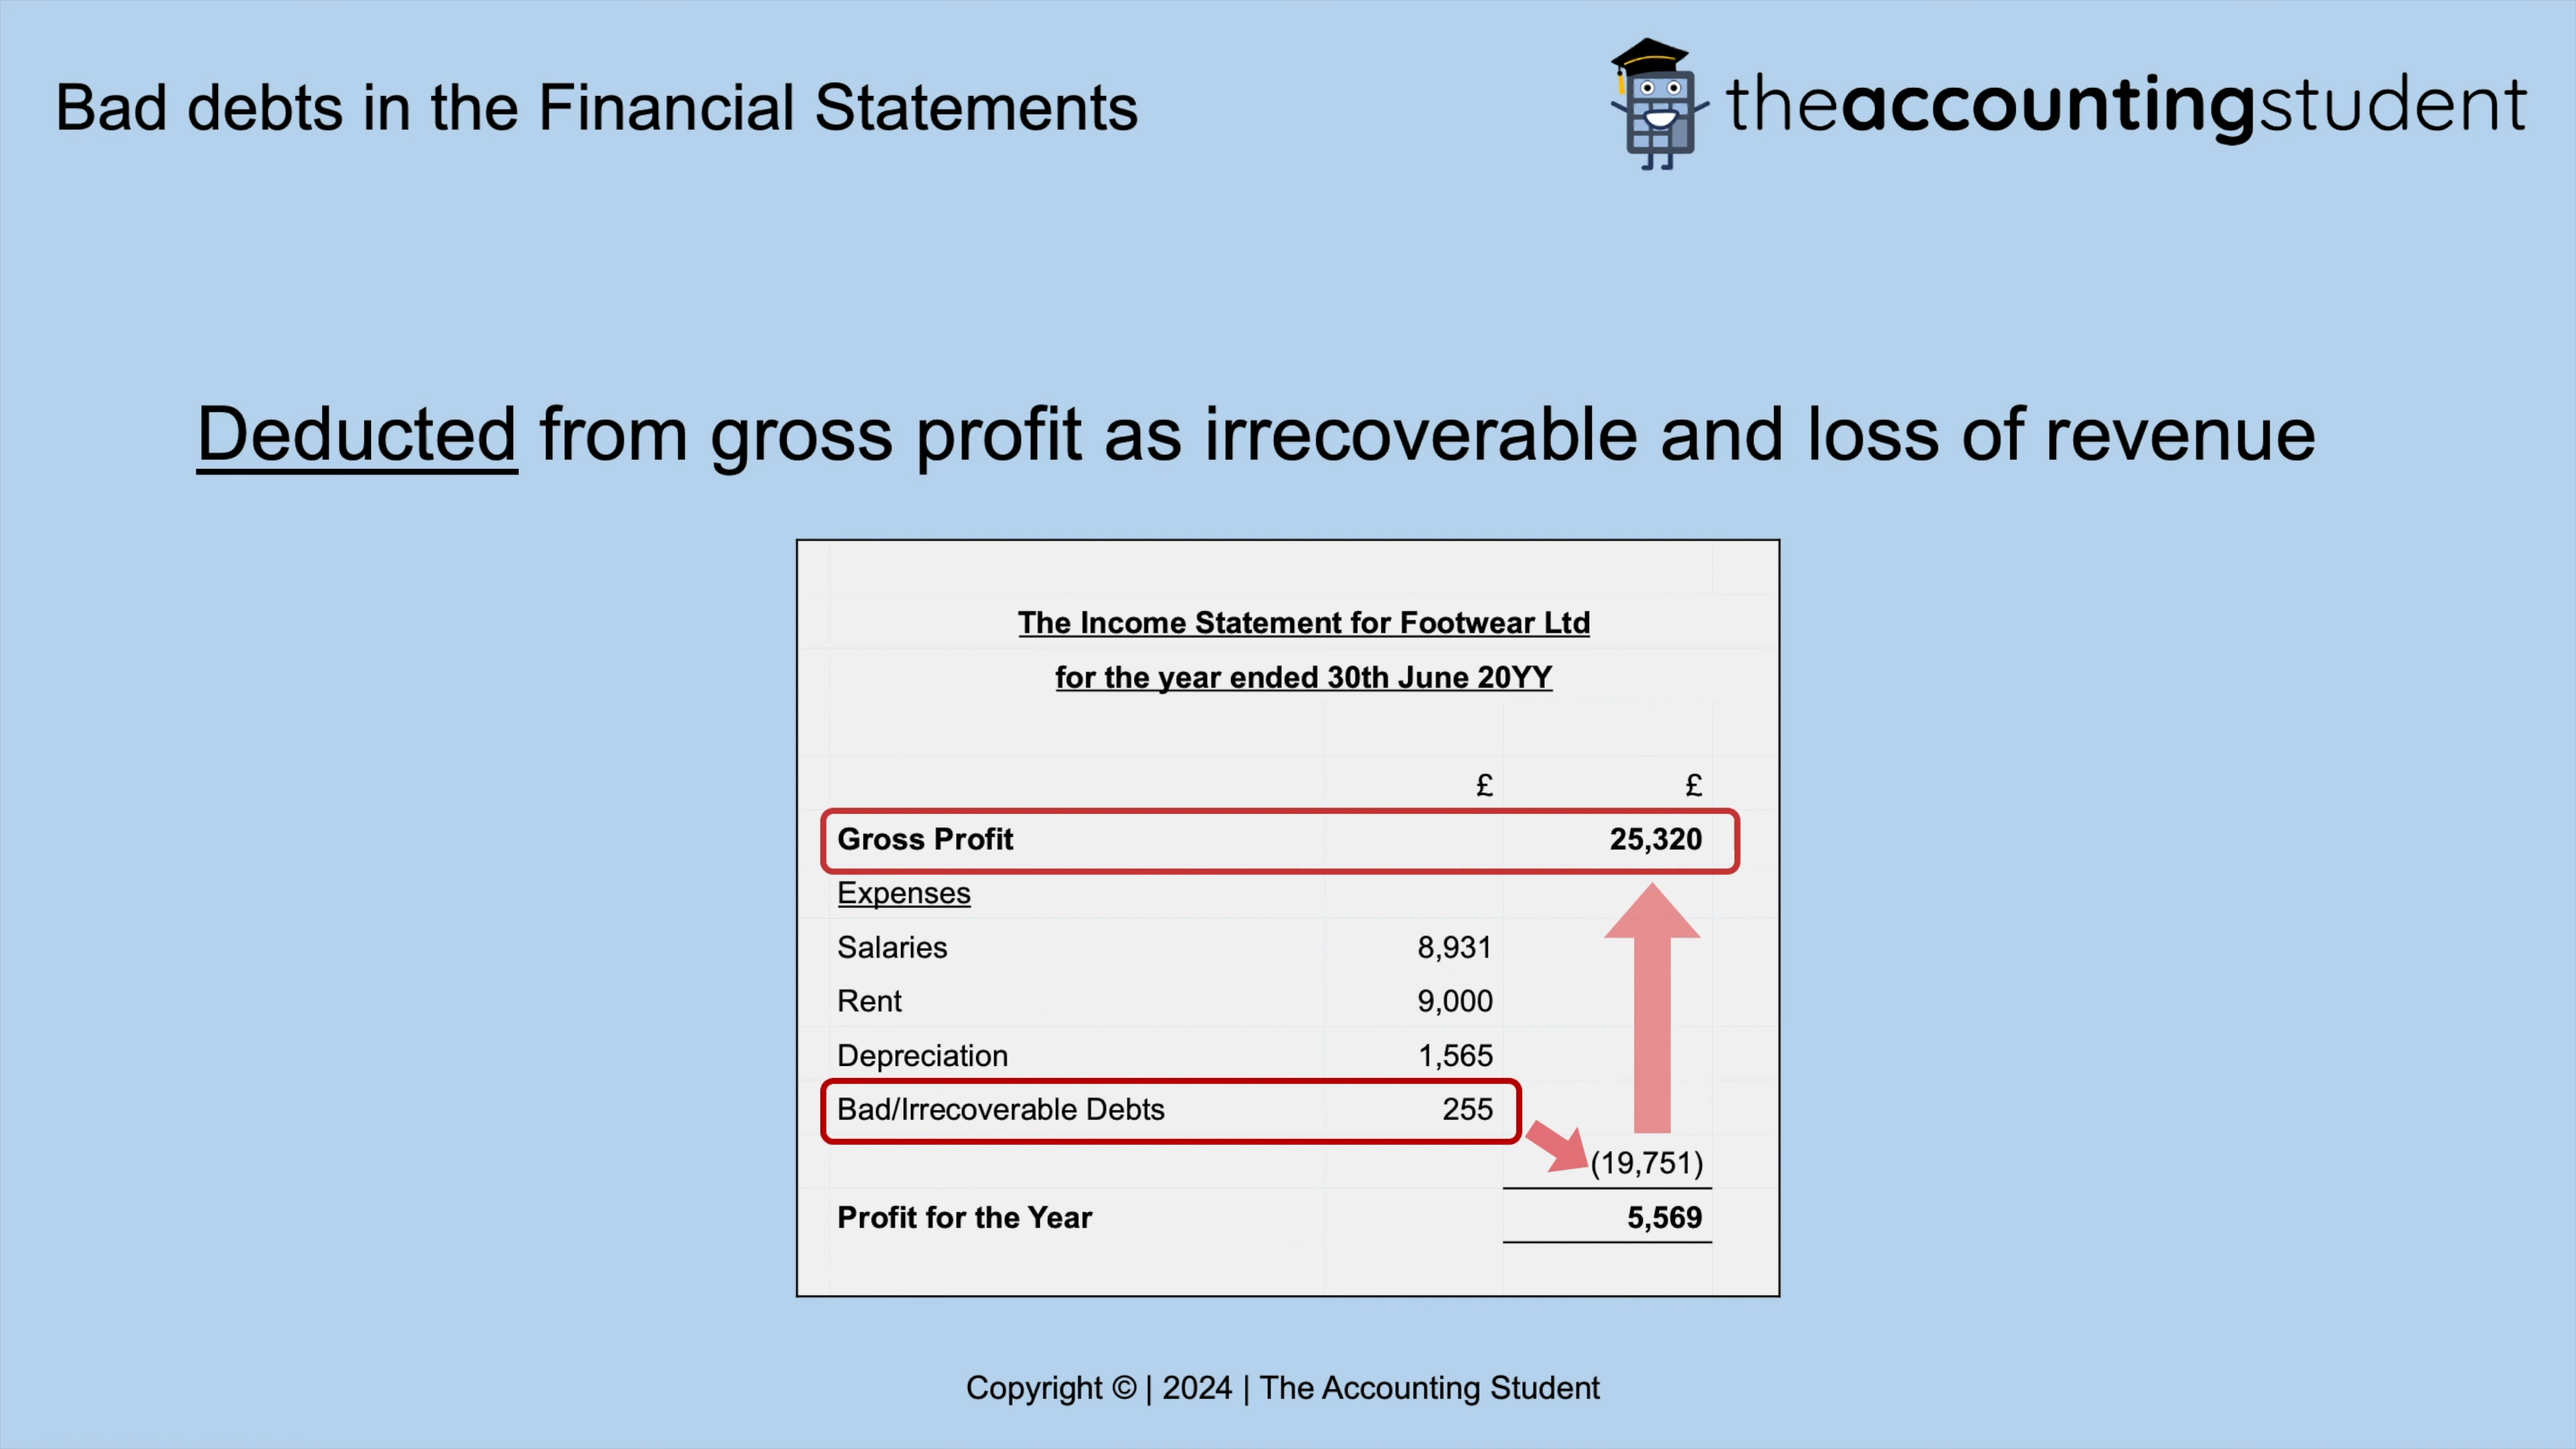 Bad debts in the Financial Statements
theaccountingstudent
Deducted from gross profit as irrecoverable and loss of revenue
The Income Statement for Footwear Ltd
for the year ended 30th June 20YY
£ £
Gross Profit 25,320
Expenses
Salaries 8,931
Rent 9,000
Depreciation 1,565
Bad/Irrecoverable Debts 255
(19,751)
Profit for the Year 5,569
Copyright © | 2024 | The Accounting Student